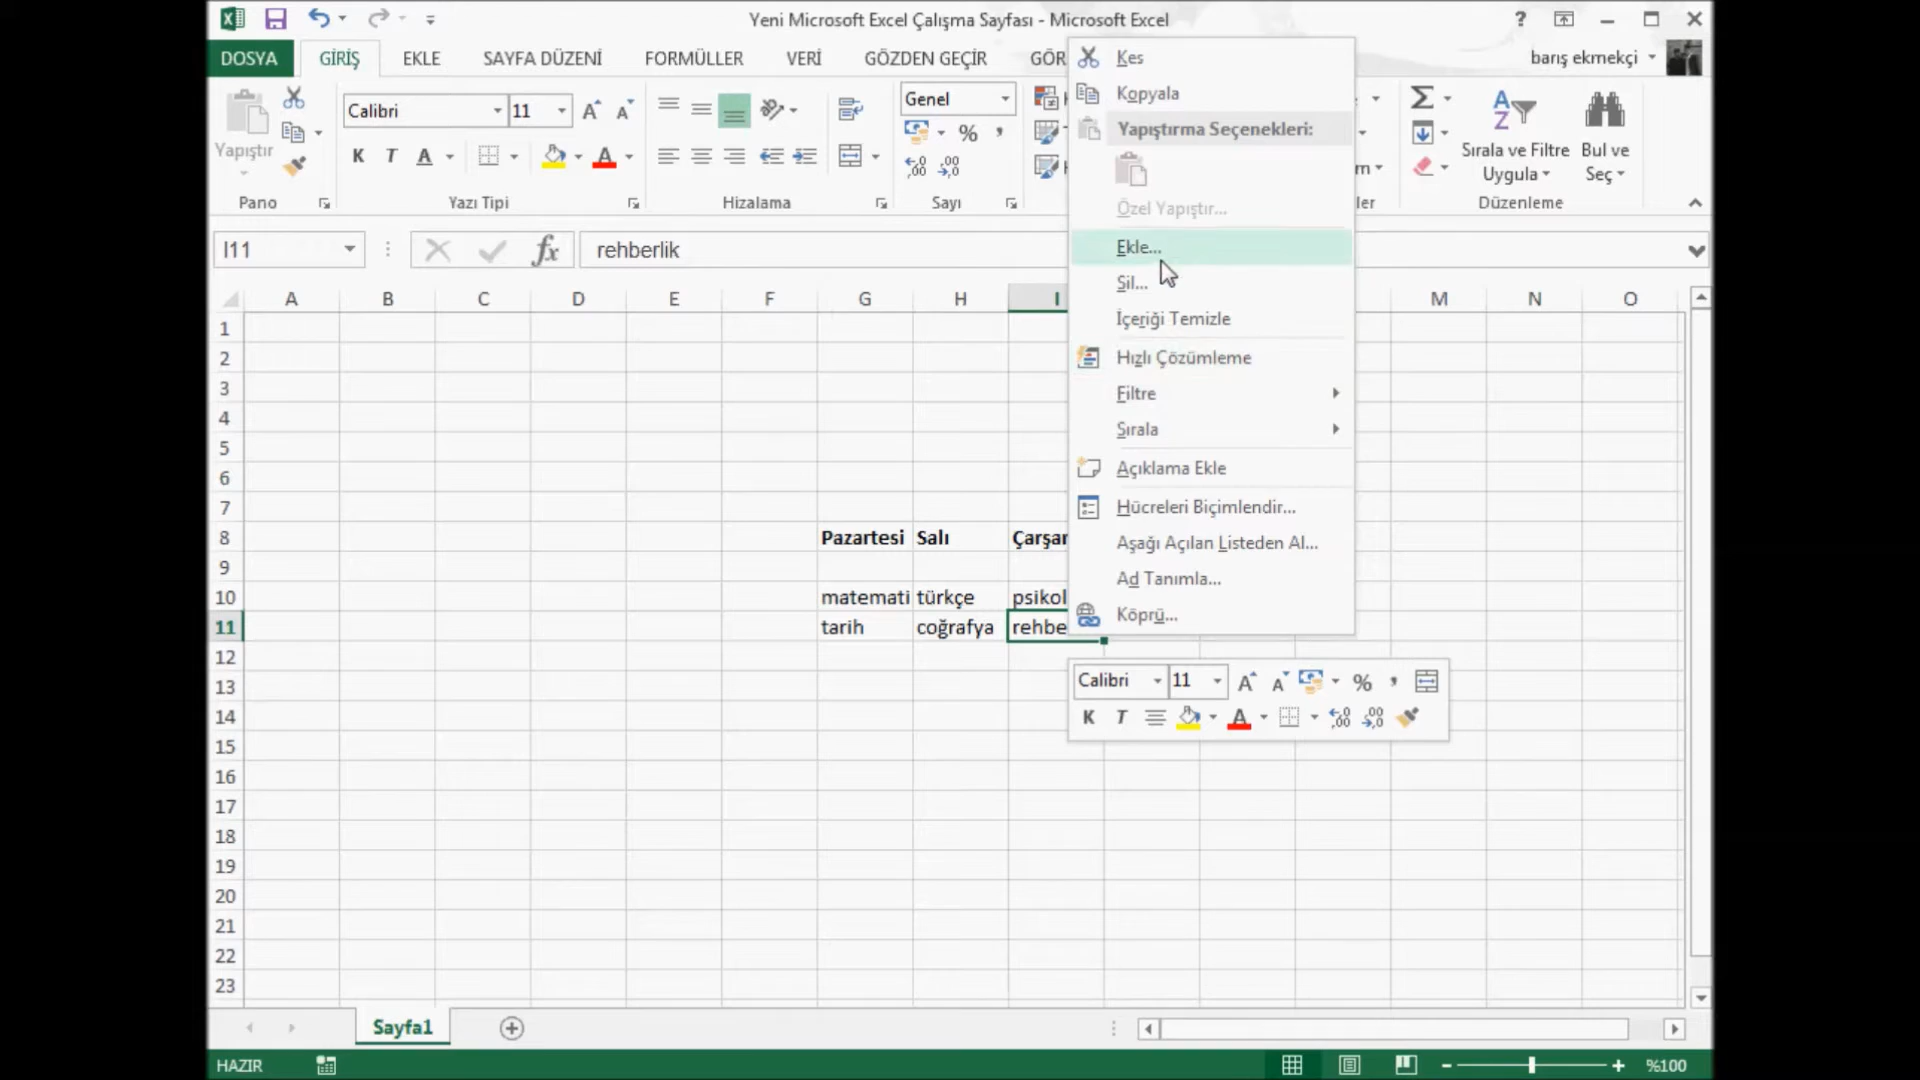 Yeni Microsoft Excel Çalışma Sayfası - Microsoft Excel
?
DOSYA GİRİŞ EKLE SAYFA DÜZENİ FORMÜLLER VERİ GÖZDEN GEÇİR GÖR barış ekmekçi
Yapıştır
Calibri 11
K T A
Genel
%
Sırala ve Filtre Uygula
Bul ve Seç
Pano Yazı Tipi Hizalama Sayı ler Düzenleme
I11 fx rehberlik
A B C D E F G H I M N O
1
2
3
4
5
6
7
8 Pazartesi Salı Çarşar
9
10 matemati türkçe psikol
11 tarih coğrafya rehbe
12
13
14
15
16
17
18
19
20
21
22
23
Kes
Kopyala
Yapıştırma Seçenekleri:
Özel Yapıştır...
Ekle...
Sil...
İçeriği Temizle
Hızlı Çözümleme
Filtre
Sırala
Açıklama Ekle
Hücreleri Biçimlendir...
Aşağı Açılan Listeden Al...
Ad Tanımla...
Köprü...
Calibri 11 %
K T A
Sayfa1
HAZIR %100